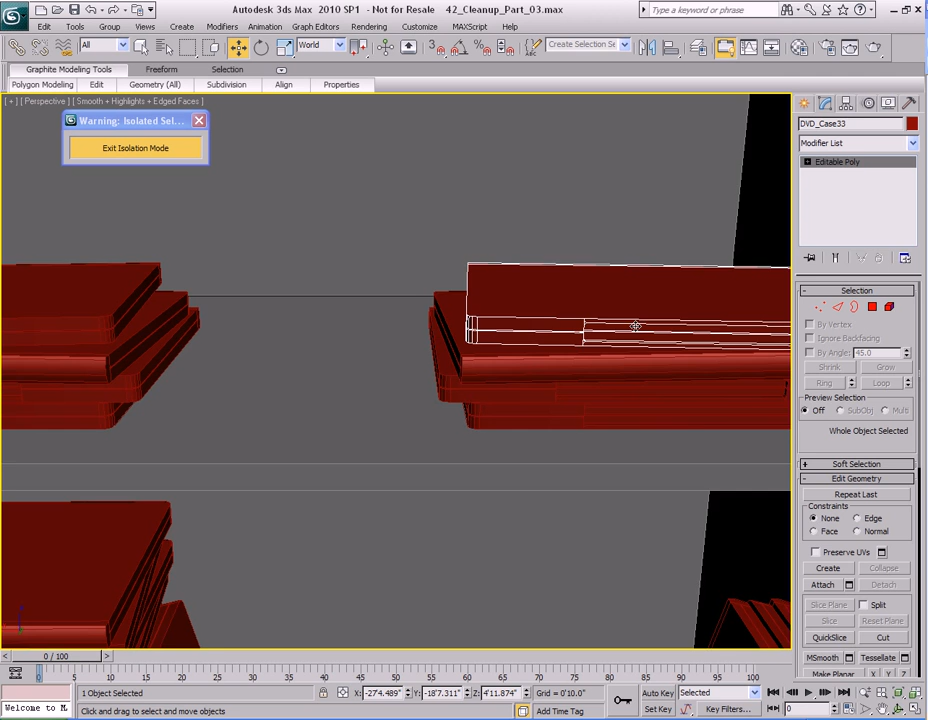 Autodesk 3ds Max 2010 SP1 - Not for Resale 42_Cleanup_Part_03.max
Type a keyword or phrase
Edit Tools Group Views Create Modifiers Animation Graph Editors Rendering Customize MAXScript Help
All World Create Selection Se
Graphite Modeling Tools Freeform Selection
Polygon Modeling Edit Geometry (All) Subdivision Align Properties
[ + ] [ Perspective ] [ Smooth + Highlights + Edged Faces ]
Warning: Isolated Sel...
Exit Isolation Mode
DVD_Case33
Modifier List
Editable Poly
Selection
By Vertex
Ignore Backfacing
By Angle: 45.0
Shrink Grow
Ring Loop
Preview Selection
Off SubObj Multi
Whole Object Selected
Soft Selection
Edit Geometry
Repeat Last
Constraints
None Edge
Face Normal
Preserve UVs
Create Collapse
Attach Detach
Slice Plane Split
Slice Reset Plane
QuickSlice Cut
MSmooth Tessellate
Make Planar X Y Z
0 / 100
0 5 10 15 20 25 30 35 40 45 50 55 60 65 70 75 80 85 90 95 100
1 Object Selected X: -274.489" Y: -18'7.311" Z: 4'11.874" Grid = 0'10.0" Auto Key Selected
Welcome to M Click and drag to select and move objects Add Time Tag Set Key Key Filters... 0